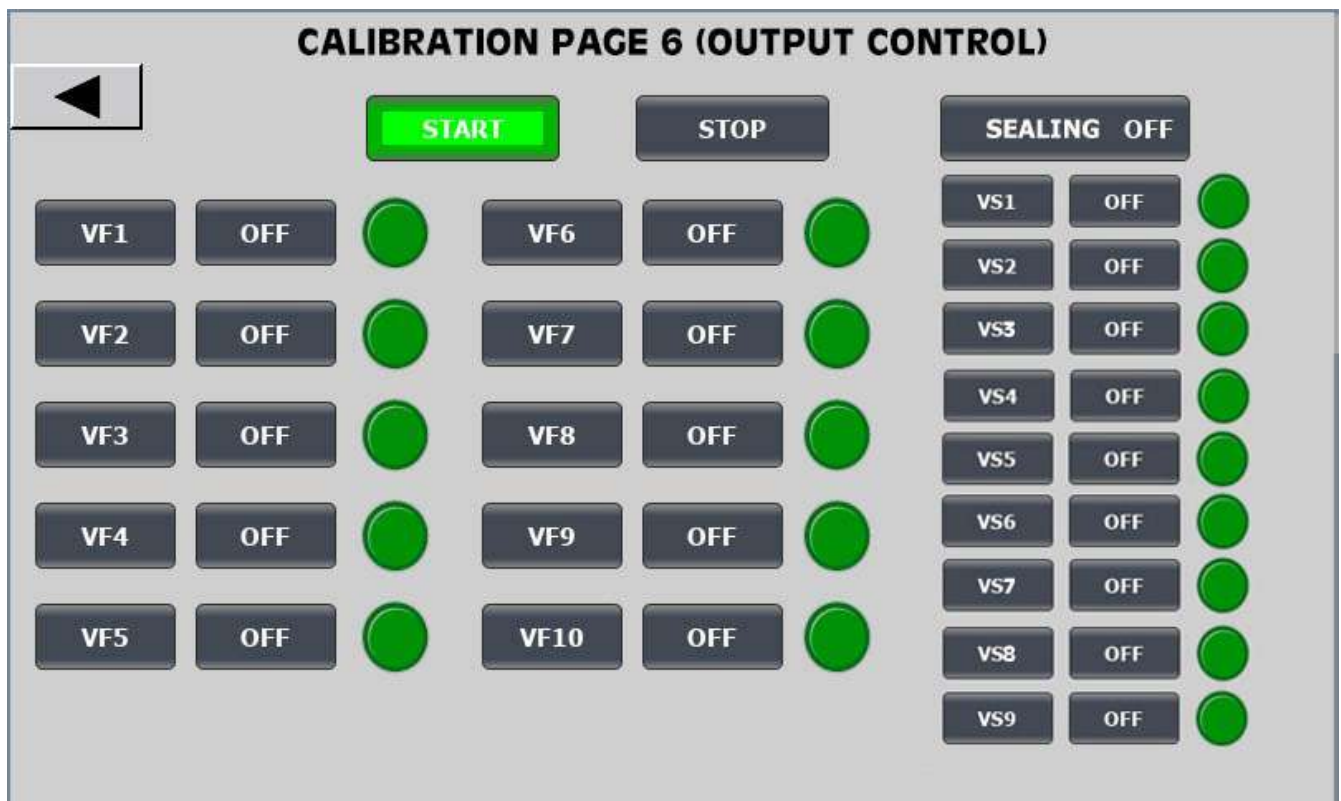 CALIBRATION PAGE 6 (OUTPUT CONTROL)
START STOP SEALING OFF
VF1 OFF VF6 OFF
VF2 OFF VF7 OFF
VF3 OFF VF8 OFF
VF4 OFF VF9 OFF
VF5 OFF VF10 OFF
VS1 OFF
VS2 OFF
VS3 OFF
VS4 OFF
VS5 OFF
VS6 OFF
VS7 OFF
VS8 OFF
VS9 OFF